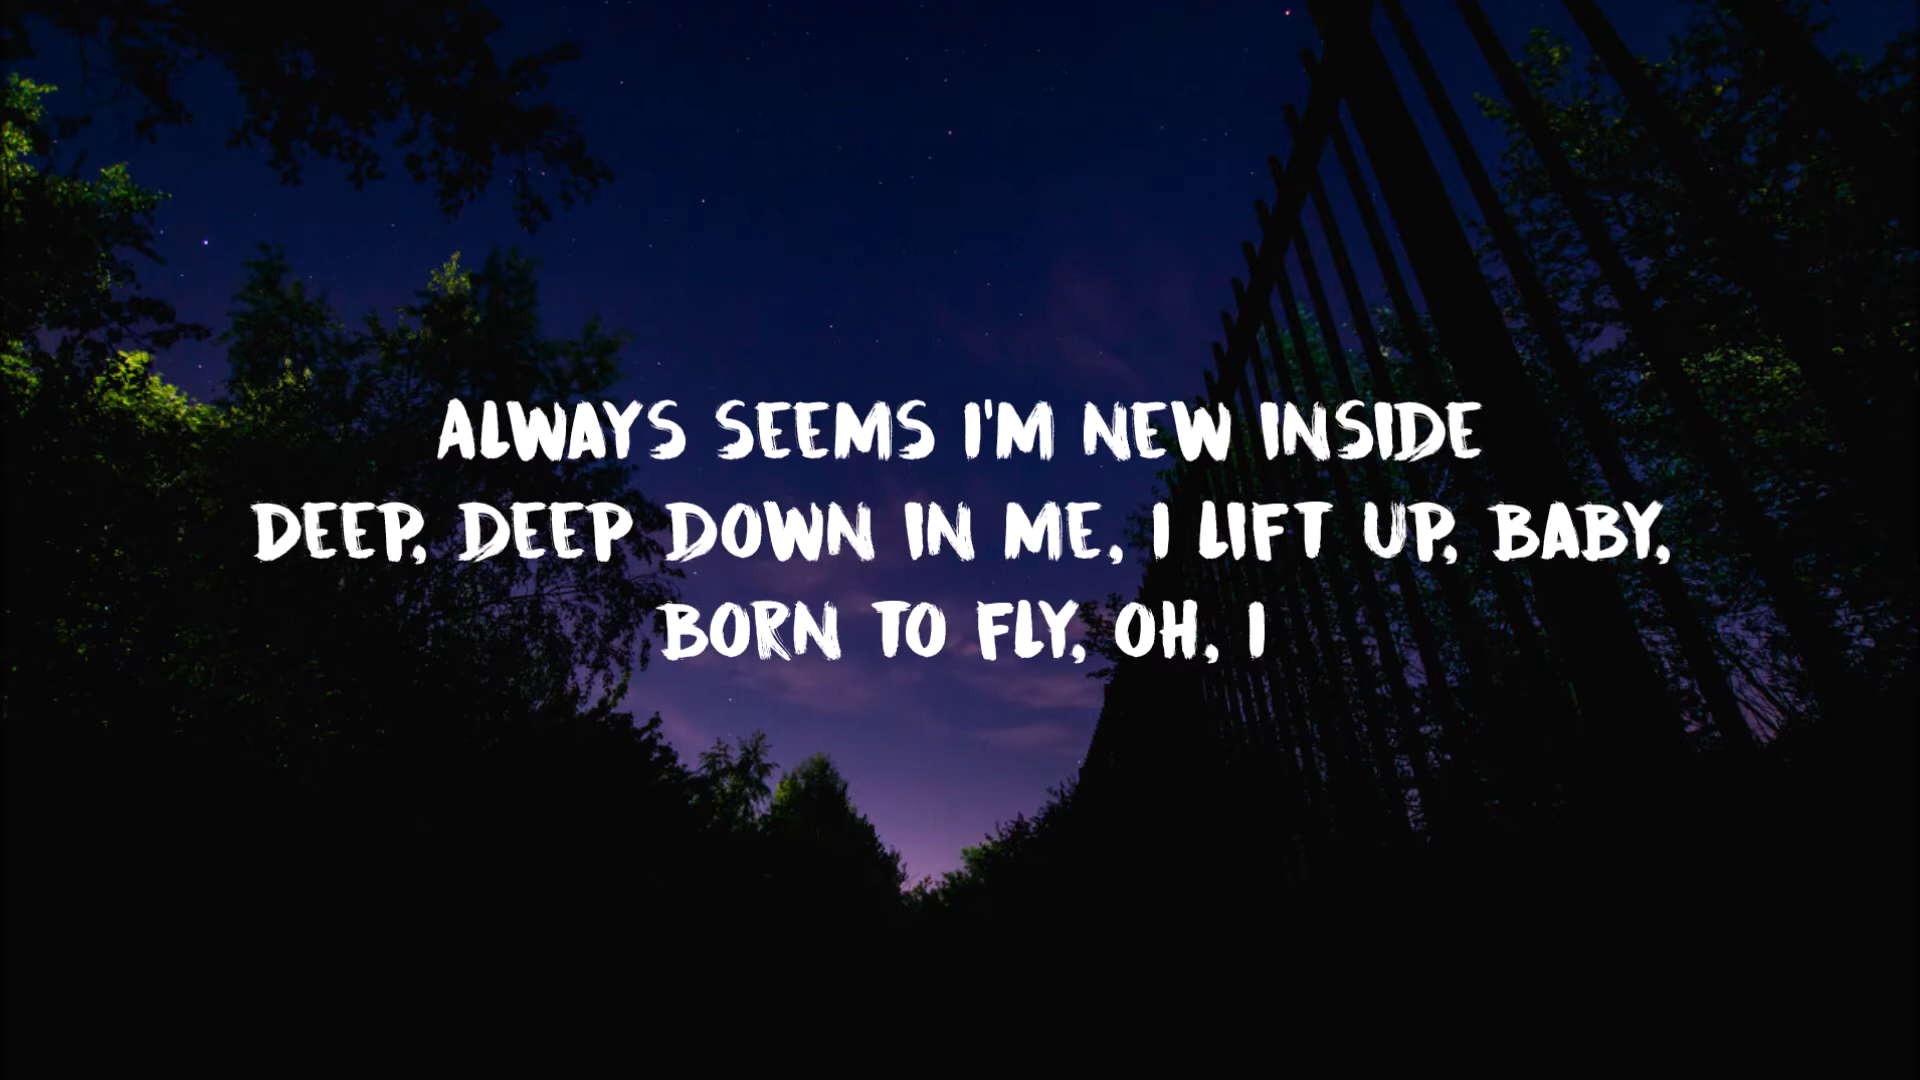 ALWAYS SEEMS I'M NEW INSIDE
DEEP, DEEP DOWN IN ME, I LIFT UP, BABY,
BORN TO FLY, OH, I